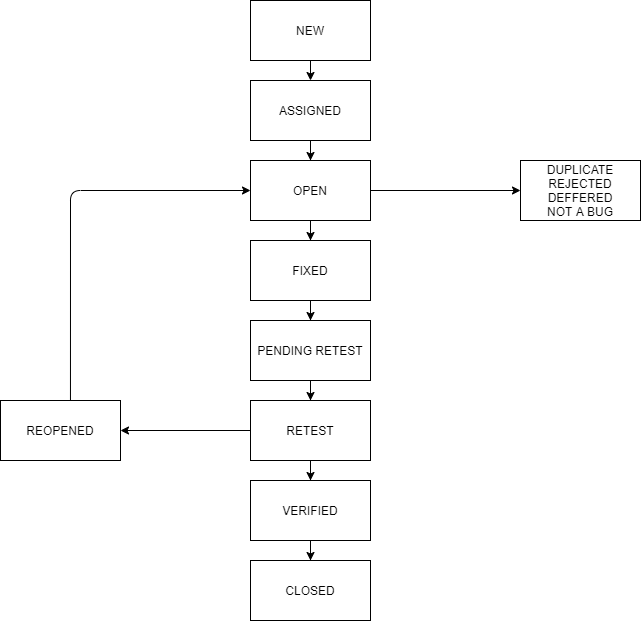 NEW
ASSIGNED
OPEN
DUPLICATE
REJECTED
DEFFERED
NOT A BUG
FIXED
PENDING RETEST
REOPENED
RETEST
VERIFIED
CLOSED